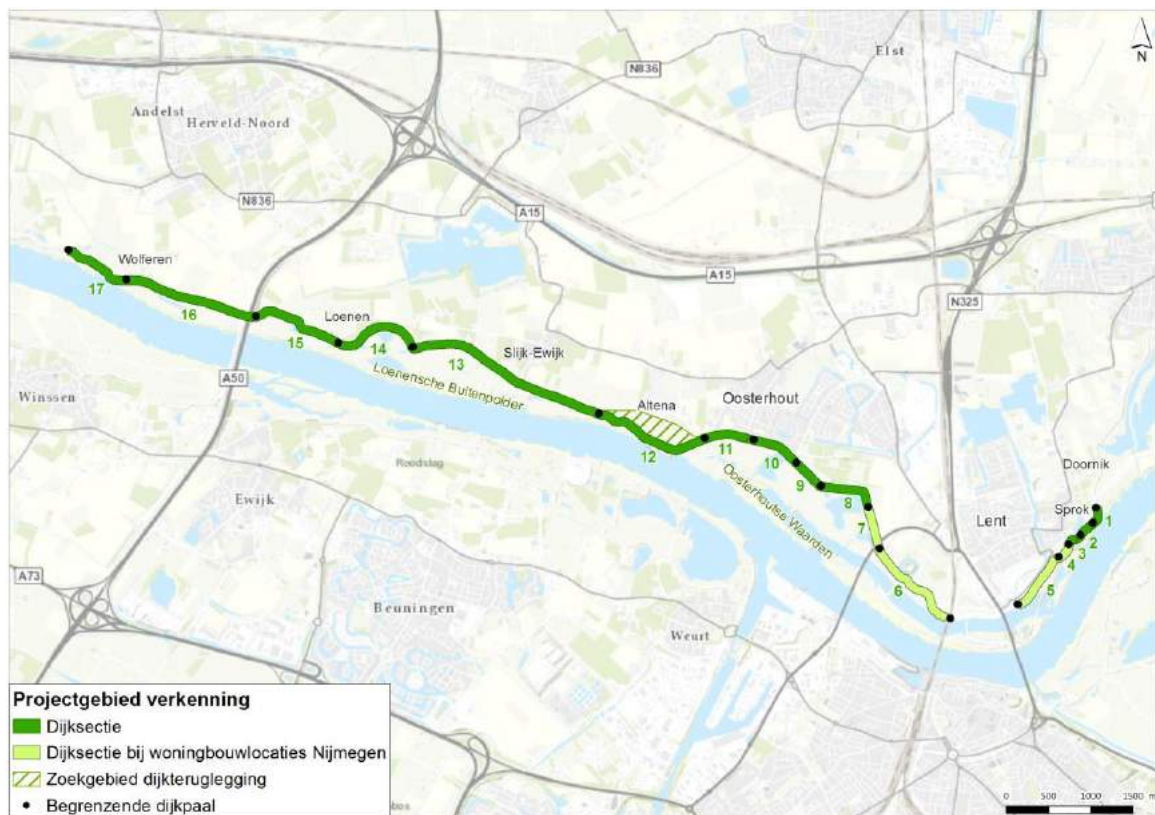 Elst
N
N836
Andelst
Herveld-Noord
N836
A15
A15
N325
Wolferen
17
16
Loenen
15
14
13
Slijk-Ewijk
A50
Loenensche Buitenpolder
Winssen
Altena
Oosterhout
12
11
10
9
8
7
6
Oosterhoutse Waarden
Doornik
Sprok
Lent
1
2
3
4
5
Ewijk
A73
Beuningen
Weurt
Projectgebied verkenning
Dijksectie
Dijksectie bij woningbouwlocaties Nijmegen
Zoekgebied dijkteruglegging
Begrenzende dijkpaal
0 500 1000 1500 m